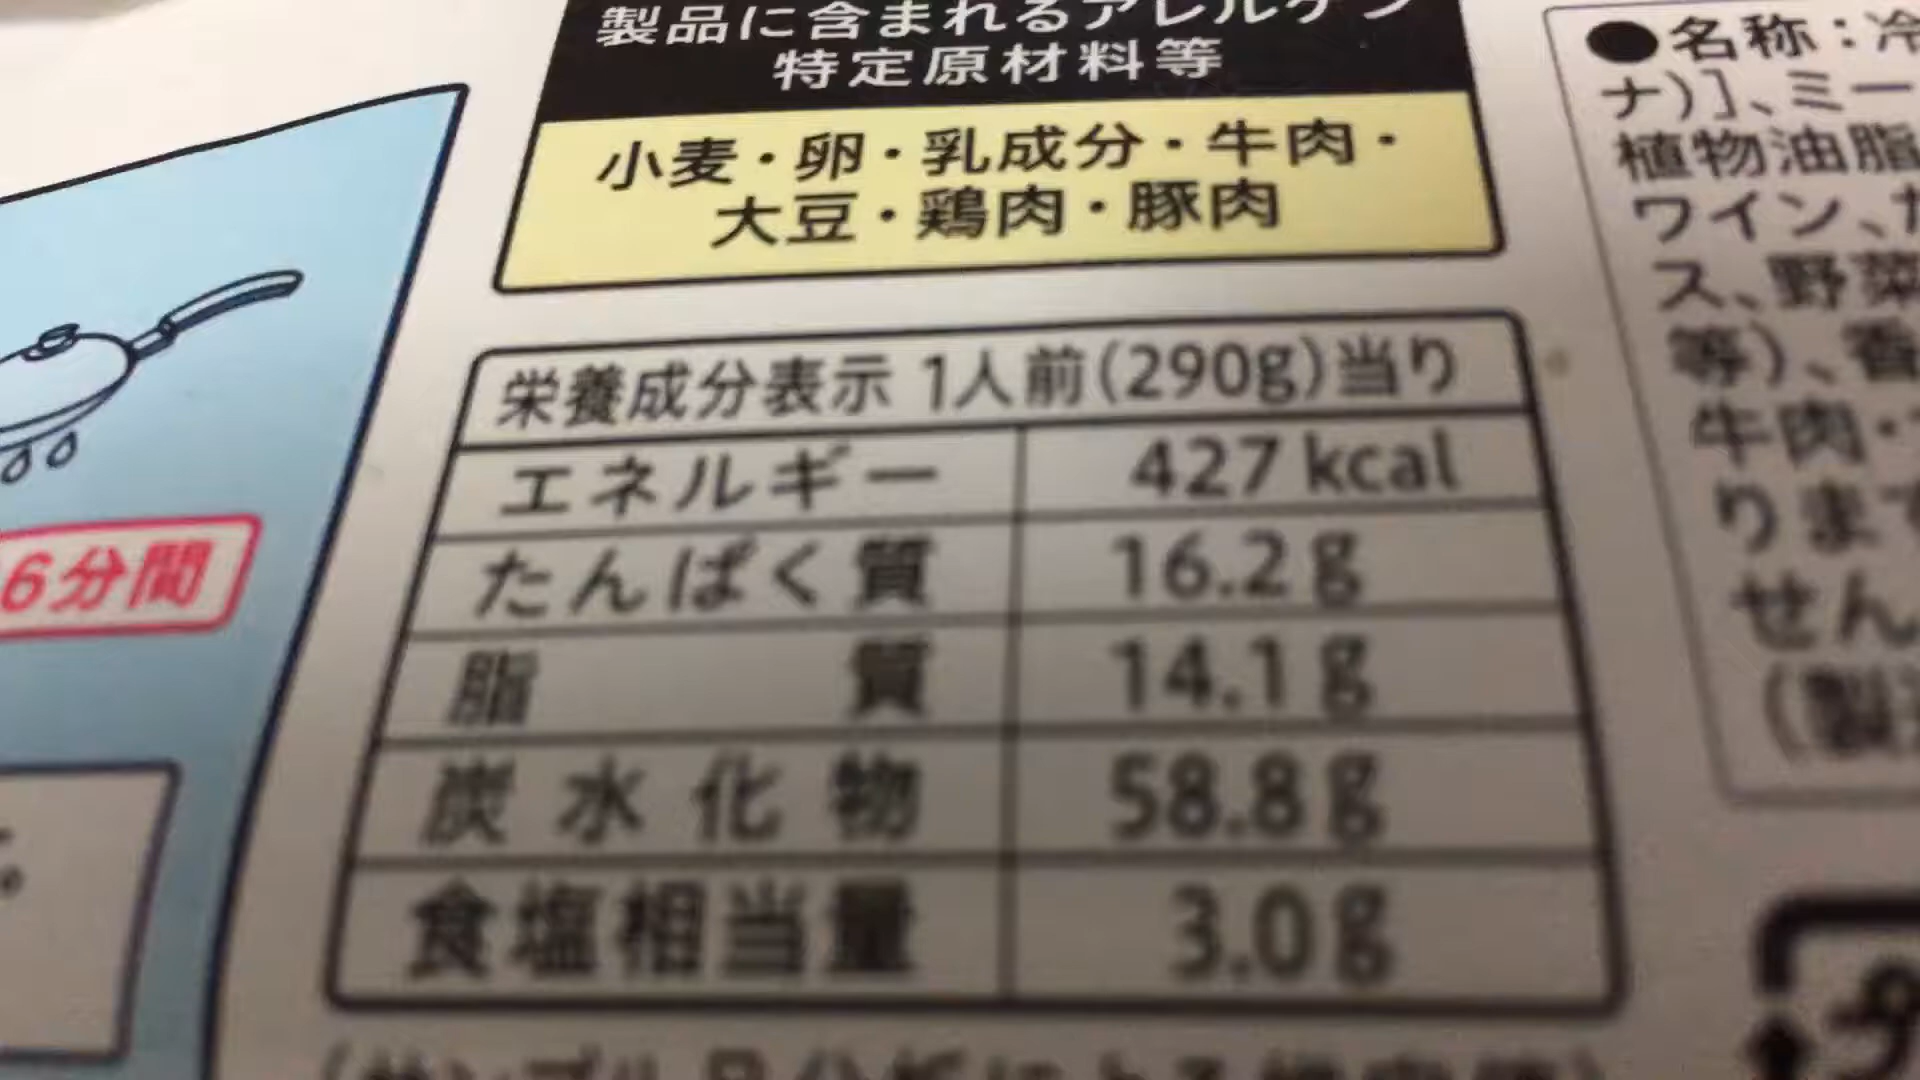 製品に含まれるアレルゲン
特定原材料等
小麦・卵・乳成分・牛肉・
大豆・鶏肉・豚肉
栄養成分表示 1人前(290g)当り
エネルギー 427 kcal
たんぱく質 16.2g
脂質 14.1g
炭水化物 58.8g
食塩相当量 3.0g
6分間
●名称:冷
ナ)]、ミー
植物油脂
ワイン、
ス、野菜
等)、香
牛肉・
りま
せん
(製